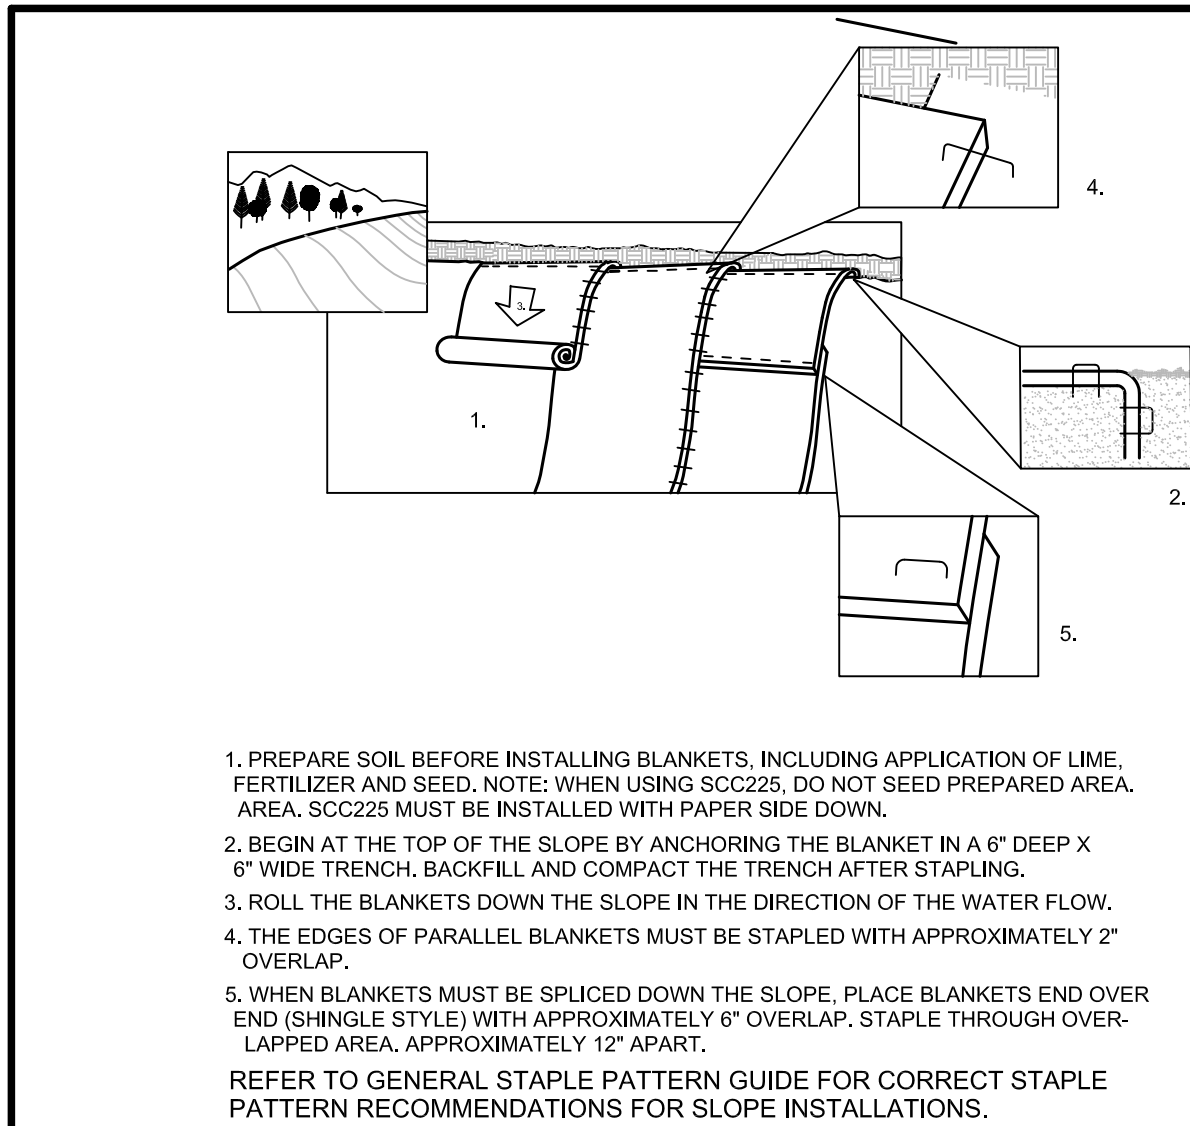 4.
3.
1.
2.
5.
1. PREPARE SOIL BEFORE INSTALLING BLANKETS, INCLUDING APPLICATION OF LIME,
FERTILIZER AND SEED. NOTE: WHEN USING SCC225, DO NOT SEED PREPARED AREA.
AREA. SCC225 MUST BE INSTALLED WITH PAPER SIDE DOWN.
2. BEGIN AT THE TOP OF THE SLOPE BY ANCHORING THE BLANKET IN A 6" DEEP X
6" WIDE TRENCH. BACKFILL AND COMPACT THE TRENCH AFTER STAPLING.
3. ROLL THE BLANKETS DOWN THE SLOPE IN THE DIRECTION OF THE WATER FLOW.
4. THE EDGES OF PARALLEL BLANKETS MUST BE STAPLED WITH APPROXIMATELY 2"
OVERLAP.
5. WHEN BLANKETS MUST BE SPLICED DOWN THE SLOPE, PLACE BLANKETS END OVER
END (SHINGLE STYLE) WITH APPROXIMATELY 6" OVERLAP. STAPLE THROUGH OVER-
LAPPED AREA. APPROXIMATELY 12" APART.
REFER TO GENERAL STAPLE PATTERN GUIDE FOR CORRECT STAPLE
PATTERN RECOMMENDATIONS FOR SLOPE INSTALLATIONS.